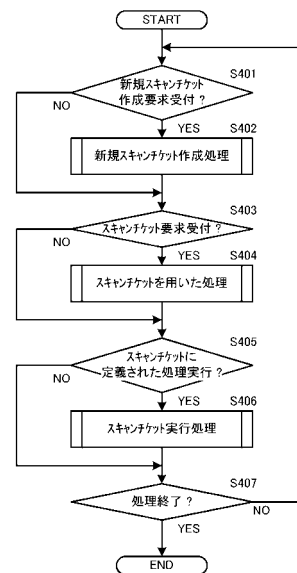 START
S401
新規スキャンチケット
作成要求受付？
NO
YES
S402
新規スキャンチケット作成処理
S403
スキャンチケット要求受付？
NO
YES
S404
スキャンチケットを用いた処理
S405
スキャンチケットに
定義された処理実行？
NO
YES
S406
スキャンチケット実行処理
S407
処理終了？
NO
YES
END